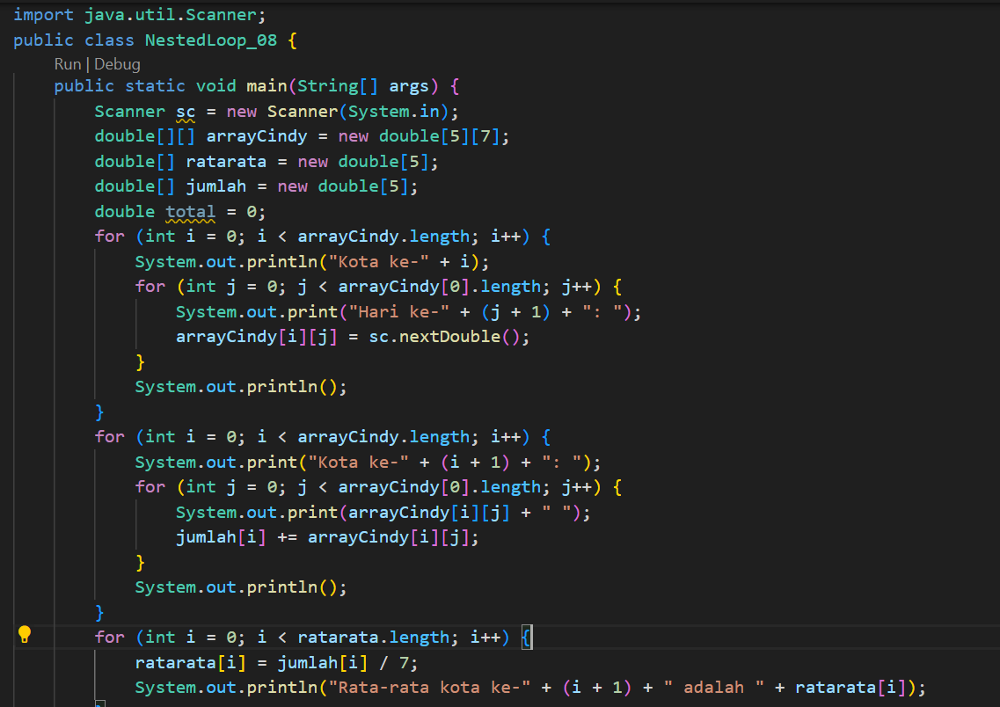 import java.util.Scanner;
public class NestedLoop_08 {
Run | Debug
public static void main(String[] args) {
Scanner sc = new Scanner(System.in);
double[][] arrayCindy = new double[5][7];
double[] ratarata = new double[5];
double[] jumlah = new double[5];
double total = 0;
for (int i = 0; i < arrayCindy.length; i++) {
System.out.println("Kota ke-" + i);
for (int j = 0; j < arrayCindy[0].length; j++) {
System.out.print("Hari ke-" + (j + 1) + ": ");
arrayCindy[i][j] = sc.nextDouble();
}
System.out.println();
}
for (int i = 0; i < arrayCindy.length; i++) {
System.out.print("Kota ke-" + (i + 1) + ": ");
for (int j = 0; j < arrayCindy[0].length; j++) {
System.out.print(arrayCindy[i][j] + " ");
jumlah[i] += arrayCindy[i][j];
}
System.out.println();
}
for (int i = 0; i < ratarata.length; i++) {
ratarata[i] = jumlah[i] / 7;
System.out.println("Rata-rata kota ke-" + (i + 1) + " adalah " + ratarata[i]);